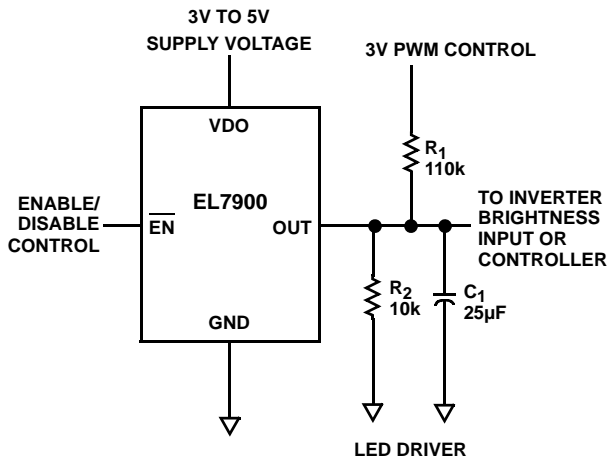 3V TO 5V
SUPPLY VOLTAGE
3V PWM CONTROL
VDO
R1
110k
ENABLE/
DISABLE
CONTROL
EN
EL7900
OUT
TO INVERTER
BRIGHTNESS
INPUT OR
CONTROLLER
R2
10k
C1
25µF
GND
LED DRIVER